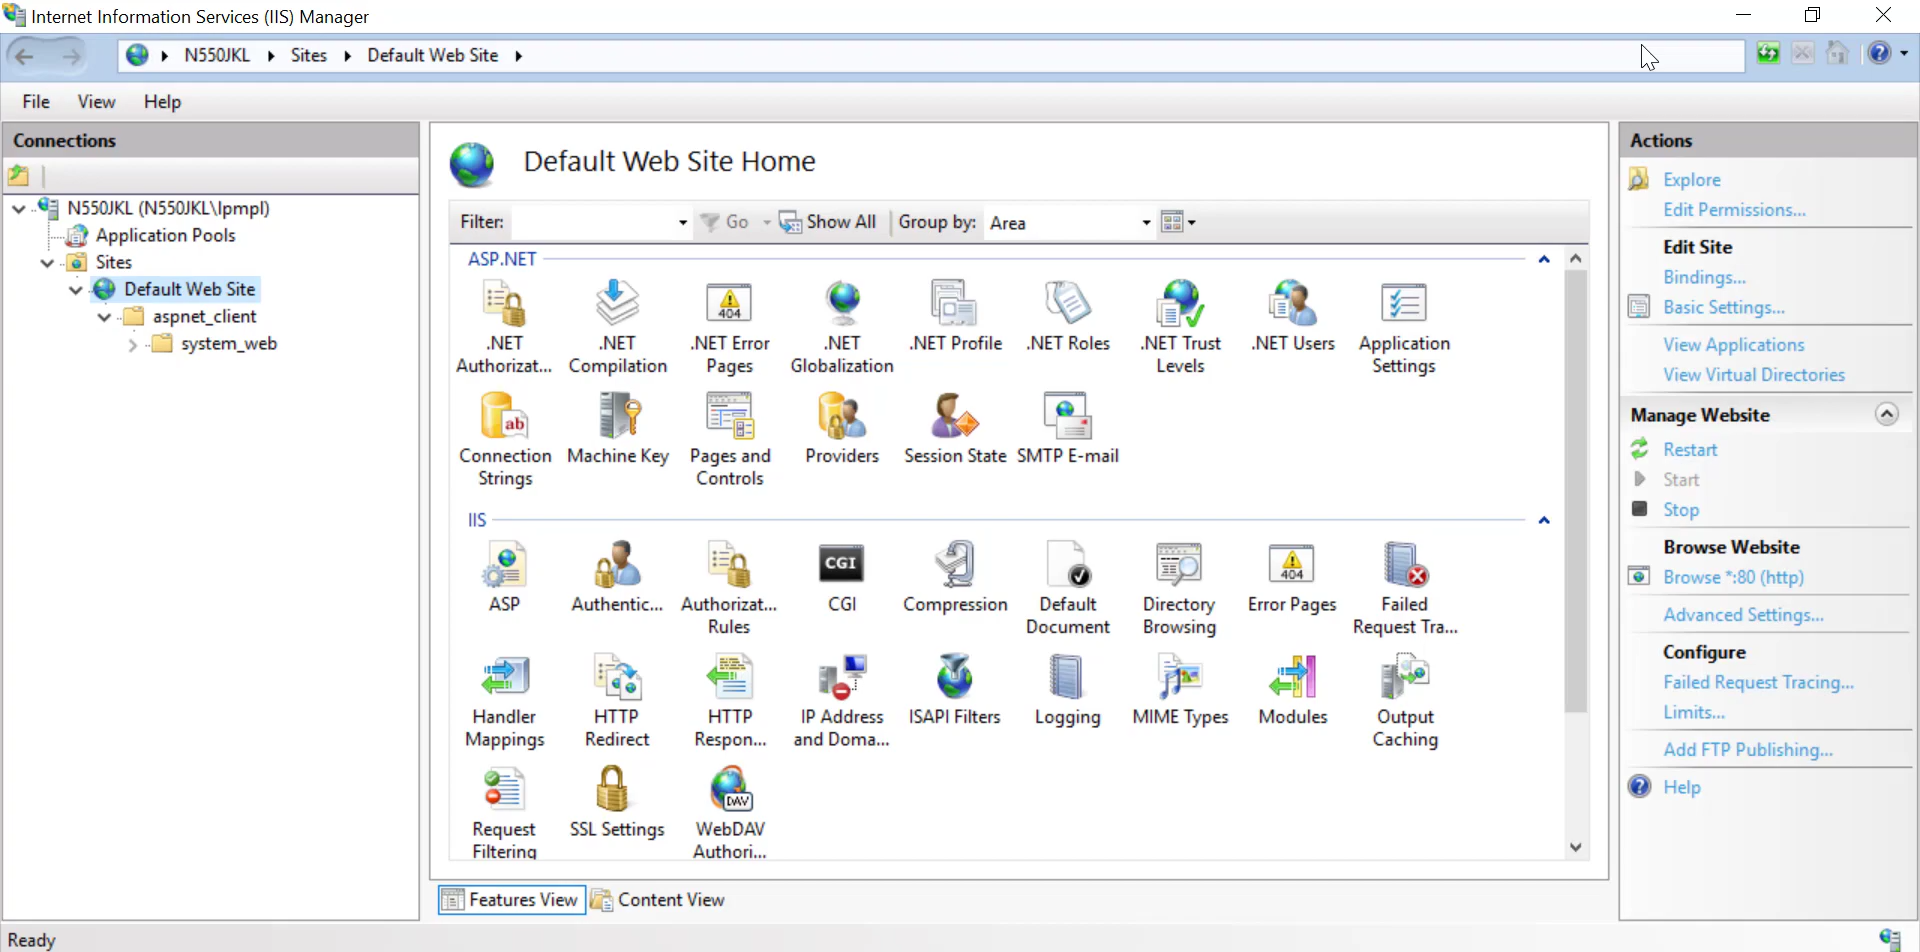 Internet Information Services (IIS) Manager
N550JKL Sites Default Web Site
File View Help
Connections
N550JKL (N550JKL\lpmpl)
Application Pools
Sites
Default Web Site
aspnet_client
system_web
Default Web Site Home
Filter: Go Show All Group by: Area
ASP.NET
.NET Authorizat...
.NET Compilation
.NET Error Pages
.NET Globalization
.NET Profile
.NET Roles
.NET Trust Levels
.NET Users
Application Settings
404
Connection Strings
Machine Key
Pages and Controls
Providers
Session State
SMTP E-mail
ab
IIS
ASP
Authentic...
Authorizat... Rules
CGI
CGI
Compression
Default Document
Directory Browsing
404
Error Pages
Failed Request Tra...
Handler Mappings
HTTP Redirect
HTTP Respon...
IP Address and Doma...
ISAPI Filters
Logging
MIME Types
Modules
Output Caching
Request Filtering
SSL Settings
DAV
WebDAV Authori...
Features View Content View
Actions
Explore
Edit Permissions...
Edit Site
Bindings...
Basic Settings...
View Applications
View Virtual Directories
Manage Website
Restart
Start
Stop
Browse Website
Browse *:80 (http)
Advanced Settings...
Configure
Failed Request Tracing...
Limits...
Add FTP Publishing...
Help
Ready